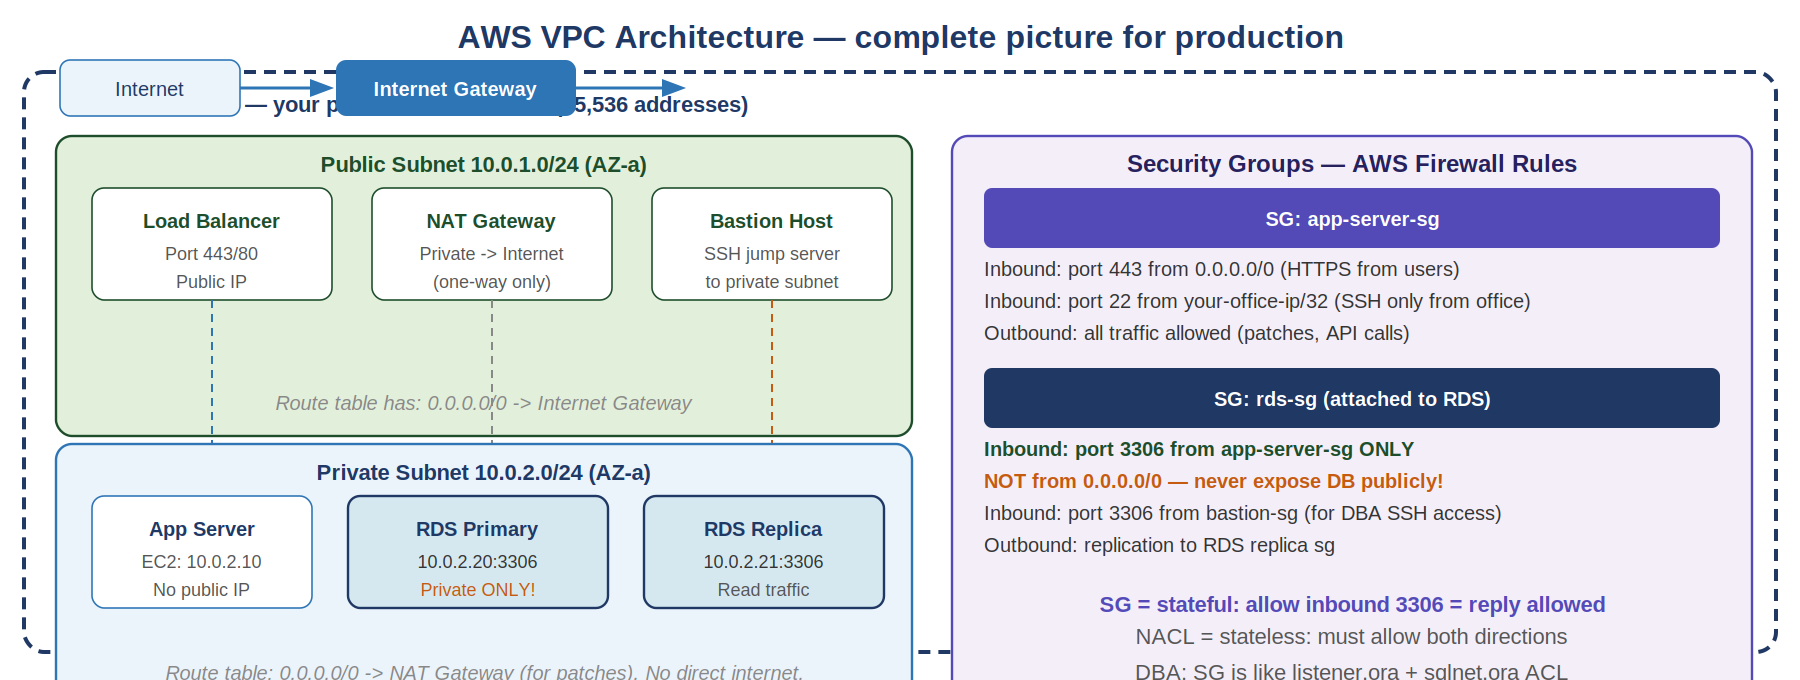 AWS VPC Architecture — complete picture for production
Internet
Internet Gateway
— your
5,536 addresses)
Public Subnet 10.0.1.0/24 (AZ-a)
Load Balancer
Port 443/80
Public IP
NAT Gateway
Private -> Internet
(one-way only)
Bastion Host
SSH jump server
to private subnet
Route table has: 0.0.0.0/0 -> Internet Gateway
Private Subnet 10.0.2.0/24 (AZ-a)
App Server
EC2: 10.0.2.10
No public IP
RDS Primary
10.0.2.20:3306
Private ONLY!
RDS Replica
10.0.2.21:3306
Read traffic
Route table: 0.0.0.0/0 -> NAT Gateway (for patches). No direct internet.
Security Groups — AWS Firewall Rules
SG: app-server-sg
Inbound: port 443 from 0.0.0.0/0 (HTTPS from users)
Inbound: port 22 from your-office-ip/32 (SSH only from office)
Outbound: all traffic allowed (patches, API calls)
SG: rds-sg (attached to RDS)
Inbound: port 3306 from app-server-sg ONLY
NOT from 0.0.0.0/0 — never expose DB publicly!
Inbound: port 3306 from bastion-sg (for DBA SSH access)
Outbound: replication to RDS replica sg
SG = stateful: allow inbound 3306 = reply allowed
NACL = stateless: must allow both directions
DBA: SG is like listener.ora + sqlnet.ora ACL